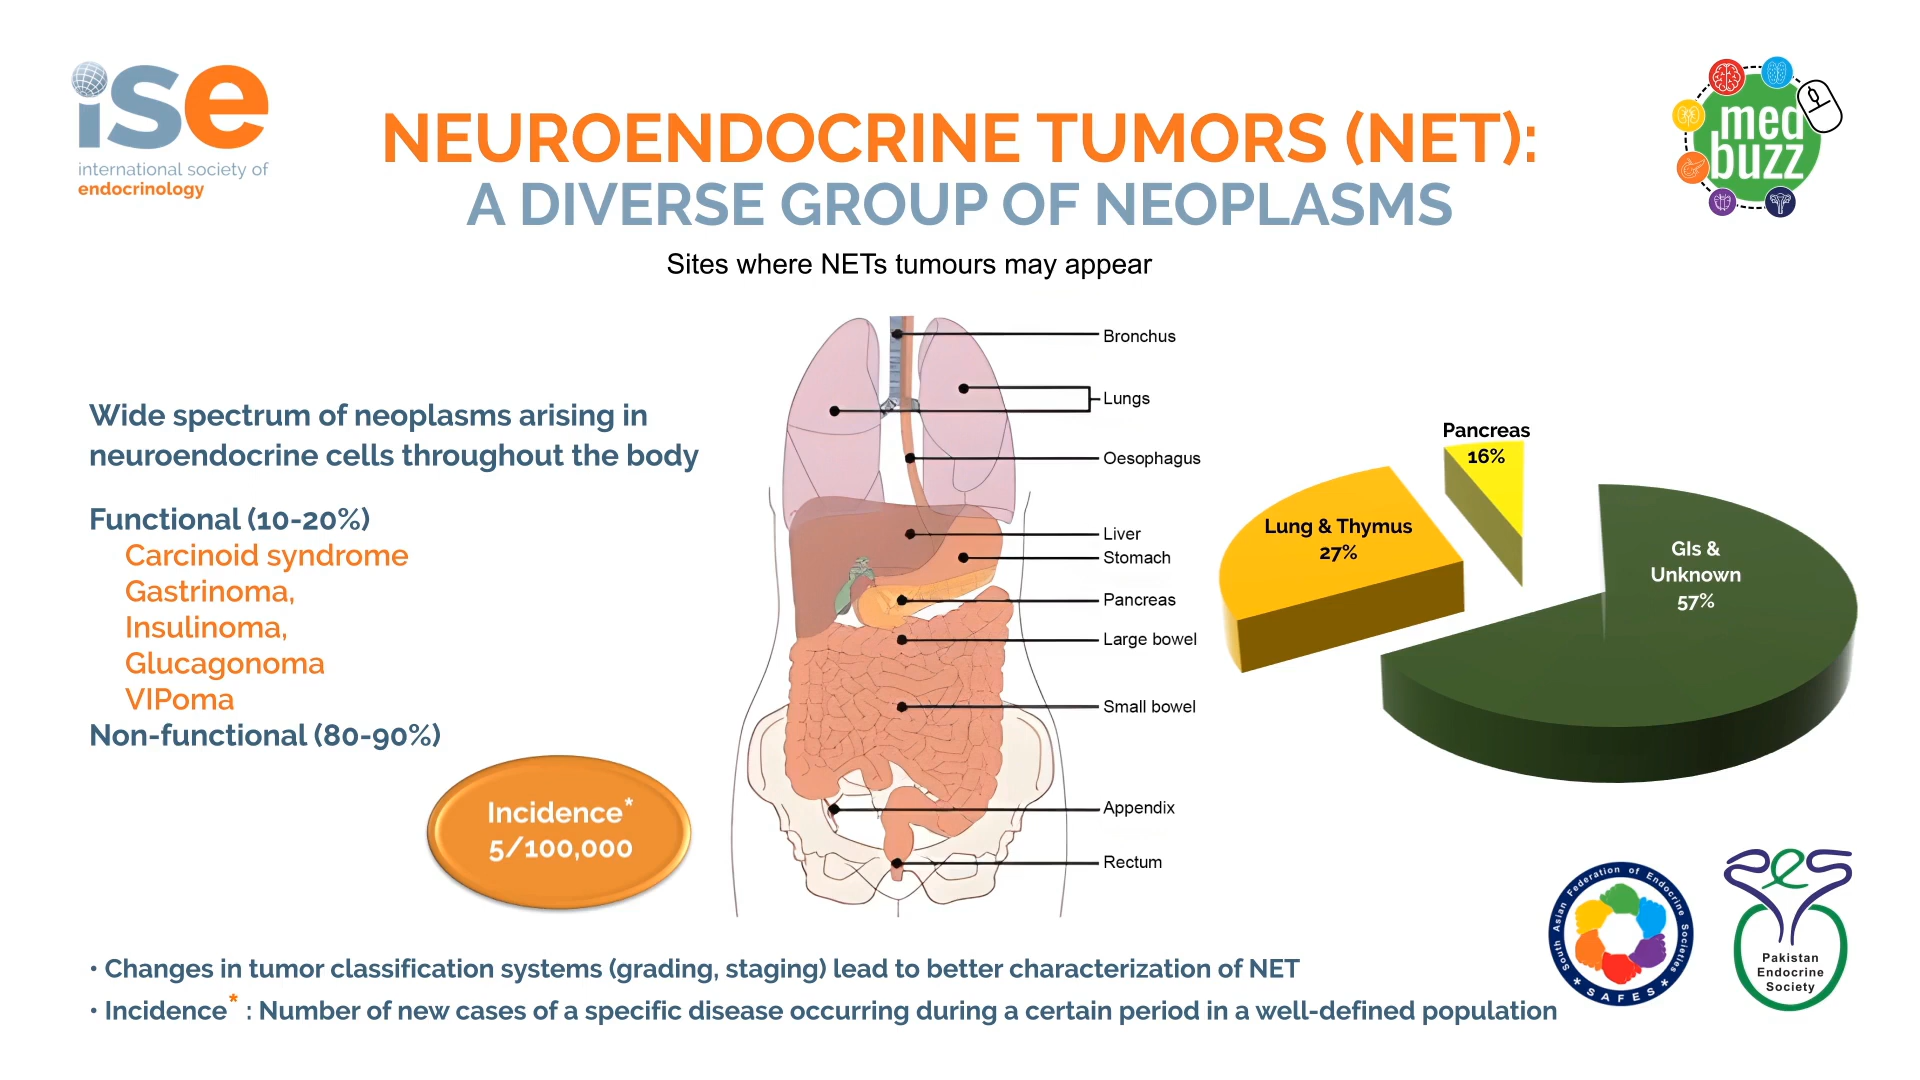 ise
international society of
endocrinology
NEUROENDOCRINE TUMORS (NET):
A DIVERSE GROUP OF NEOPLASMS
med
buzz
Sites where NETs tumours may appear
Wide spectrum of neoplasms arising in
neuroendocrine cells throughout the body
Functional (10-20%)
Carcinoid syndrome
Gastrinoma,
Insulinoma,
Glucagonoma
VIPoma
Non-functional (80-90%)
Incidence*
5/100,000
Bronchus
Lungs
Oesophagus
Liver
Stomach
Pancreas
Large bowel
Small bowel
Appendix
Rectum
Pancreas
16%
Lung & Thymus
27%
GIs &
Unknown
57%
• Changes in tumor classification systems (grading, staging) lead to better characterization of NET
• Incidence* : Number of new cases of a specific disease occurring during a certain period in a well-defined population
South Asian Federation of Endocrine Societies
* SAFES *
PES
Pakistan
Endocrine
Society